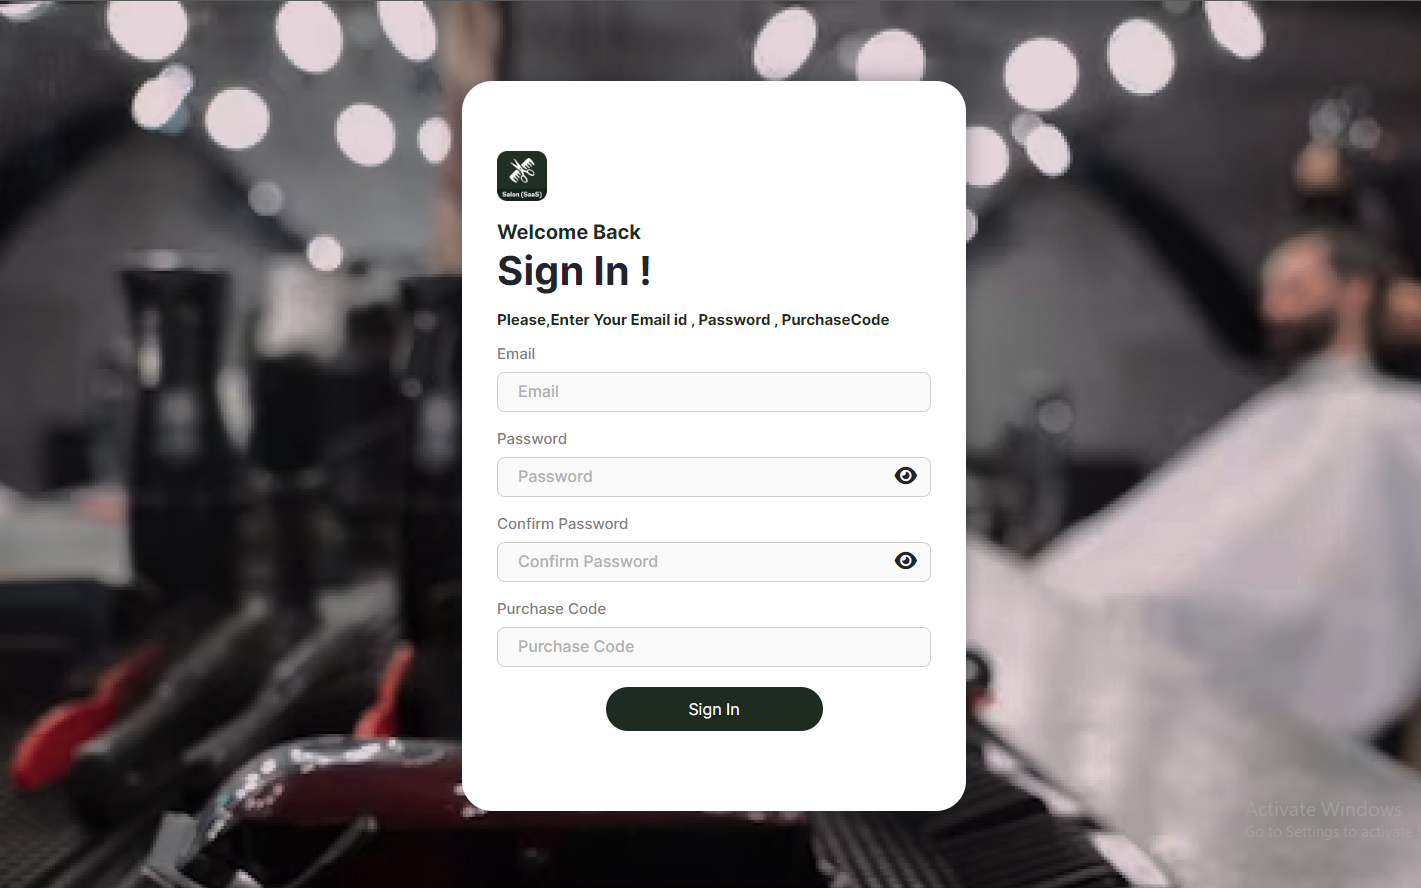 Salon (SaaS)
Welcome Back
Sign In !
Please,Enter Your Email id , Password , PurchaseCode
Email
Email
Password
Password
Confirm Password
Confirm Password
Purchase Code
Purchase Code
Sign In
Activate Windows
Go to Settings to activate